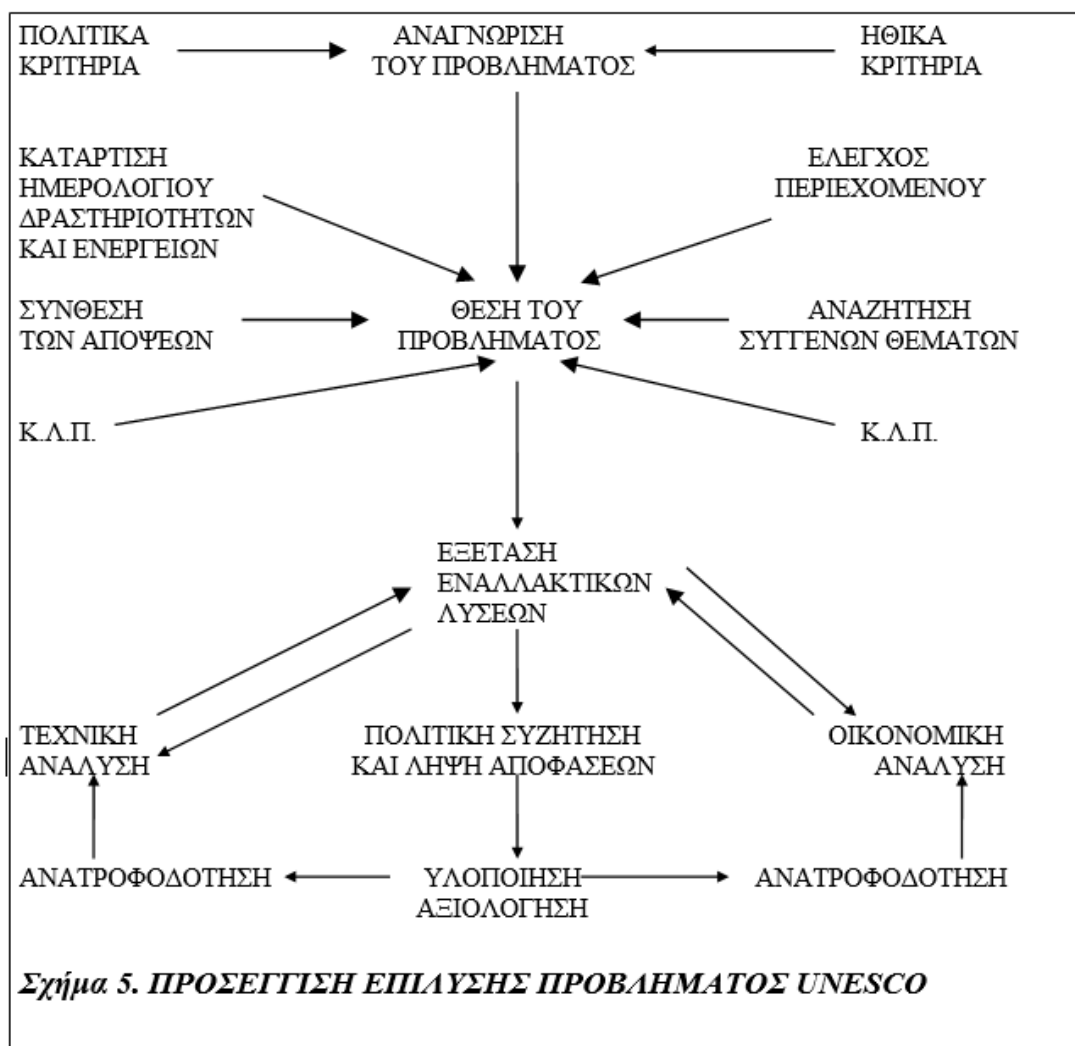 ΠΟΛΙΤΙΚΑ
ΚΡΙΤΗΡΙΑ
ΑΝΑΓΝΩΡΙΣΗ
ΤΟΥ ΠΡΟΒΛΗΜΑΤΟΣ
ΗΘΙΚΑ
ΚΡΙΤΗΡΙΑ
ΚΑΤΑΡΤΙΣΗ
ΗΜΕΡΟΛΟΓΙΟΥ
ΔΡΑΣΤΗΡΙΟΤΗΤΩΝ
ΚΑΙ ΕΝΕΡΓΕΙΩΝ
ΕΛΕΓΧΟΣ
ΠΕΡΙΕΧΟΜΕΝΟΥ
ΣΥΝΘΕΣΗ
ΤΩΝ ΑΠΟΨΕΩΝ
ΘΕΣΗ ΤΟΥ
ΠΡΟΒΛΗΜΑΤΟΣ
ΑΝΑΖΗΤΗΣΗ
ΣΥΓΓΕΝΩΝ ΘΕΜΑΤΩΝ
Κ.Λ.Π.
Κ.Λ.Π.
ΕΞΕΤΑΣΗ
ΕΝΑΛΛΑΚΤΙΚΩΝ
ΛΥΣΕΩΝ
ΤΕΧΝΙΚΗ
ΑΝΑΛΥΣΗ
ΠΟΛΙΤΙΚΗ ΣΥΖΗΤΗΣΗ
ΚΑΙ ΛΗΨΗ ΑΠΟΦΑΣΕΩΝ
ΟΙΚΟΝΟΜΙΚΗ
ΑΝΑΛΥΣΗ
ΑΝΑΤΡΟΦΟΔΟΤΗΣΗ
ΥΛΟΠΟΙΗΣΗ
ΑΞΙΟΛΟΓΗΣΗ
ΑΝΑΤΡΟΦΟΔΟΤΗΣΗ
Σχήμα 5. ΠΡΟΣΕΓΓΙΣΗ ΕΠΙΛΥΣΗΣ ΠΡΟΒΛΗΜΑΤΟΣ UNESCO